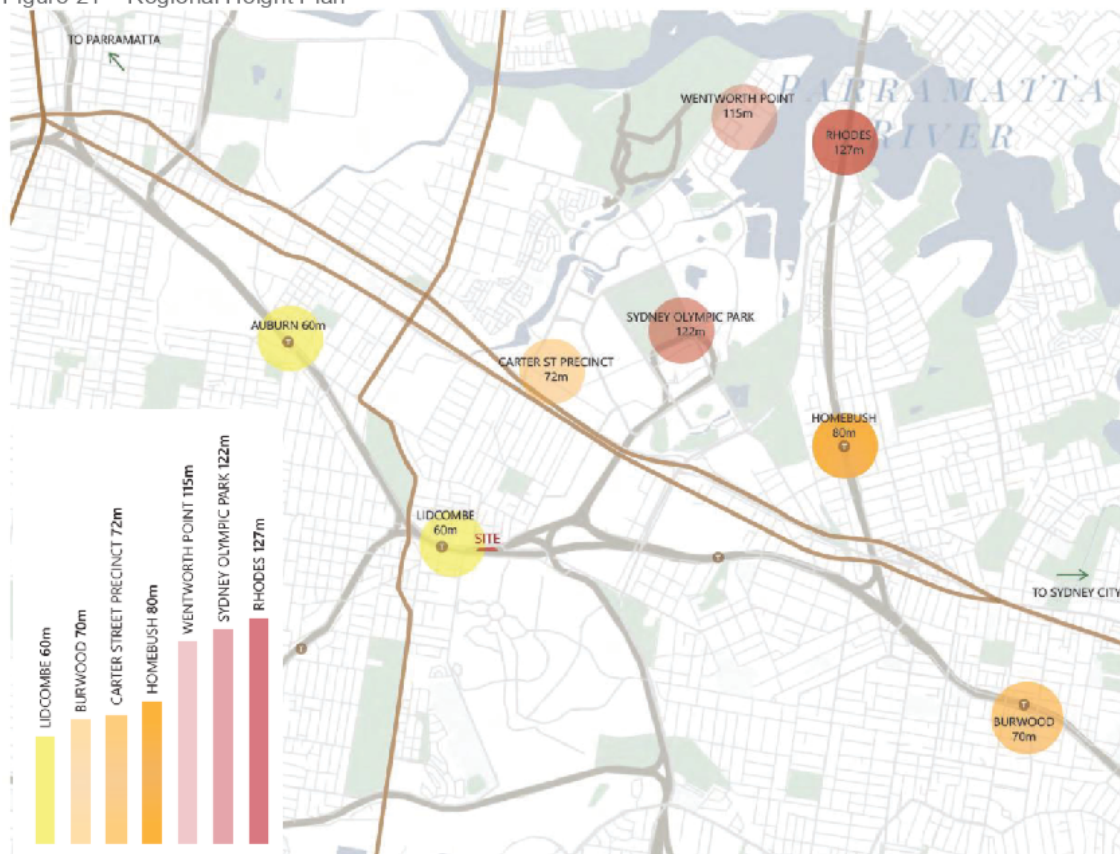 Figure 21 – Regional Height Plan
TO PARRAMATTA
PARRAMATTA
RIVER
WENTWORTH POINT
115m
RHODES
127m
SYDNEY OLYMPIC PARK
122m
AUBURN 60m
T
CARTER ST PRECINCT
72m
HOMEBUSH
80m
T
LIDCOMBE
60m
T
SITE
T
TO SYDNEY CITY
T
T
BURWOOD
70m
LIDCOMBE 60m
BURWOOD 70m
CARTER STREET PRECINCT 72m
HOMEBUSH 80m
WENTWORTH POINT 115m
SYDNEY OLYMPIC PARK 122m
RHODES 127m